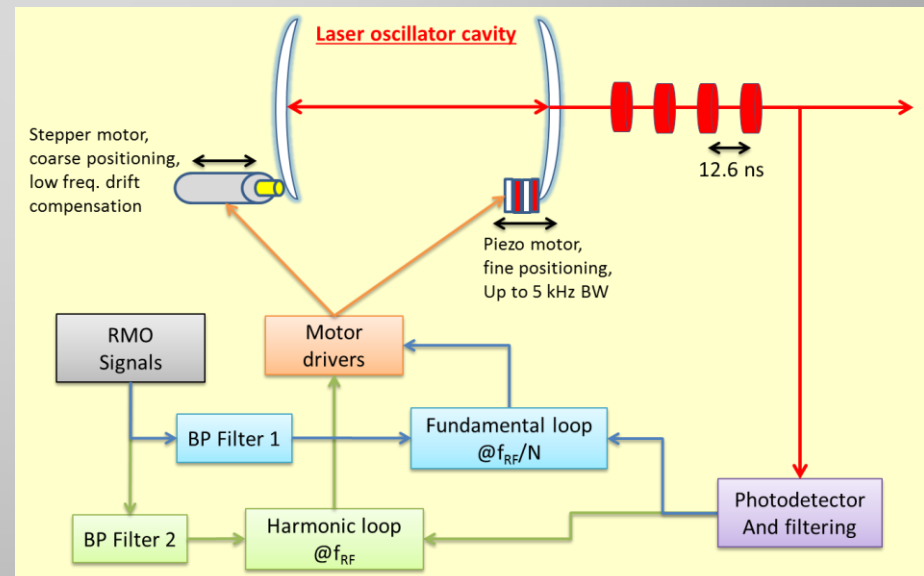 Laser oscillator cavity
Stepper motor,
coarse positioning,
low freq. drift
compensation
12.6 ns
Piezo motor,
fine positioning,
Up to 5 kHz BW
RMO
Signals
Motor
drivers
BP Filter 1
Fundamental loop
@f_RF/N
Photodetector
And filtering
BP Filter 2
Harmonic loop
@f_RF